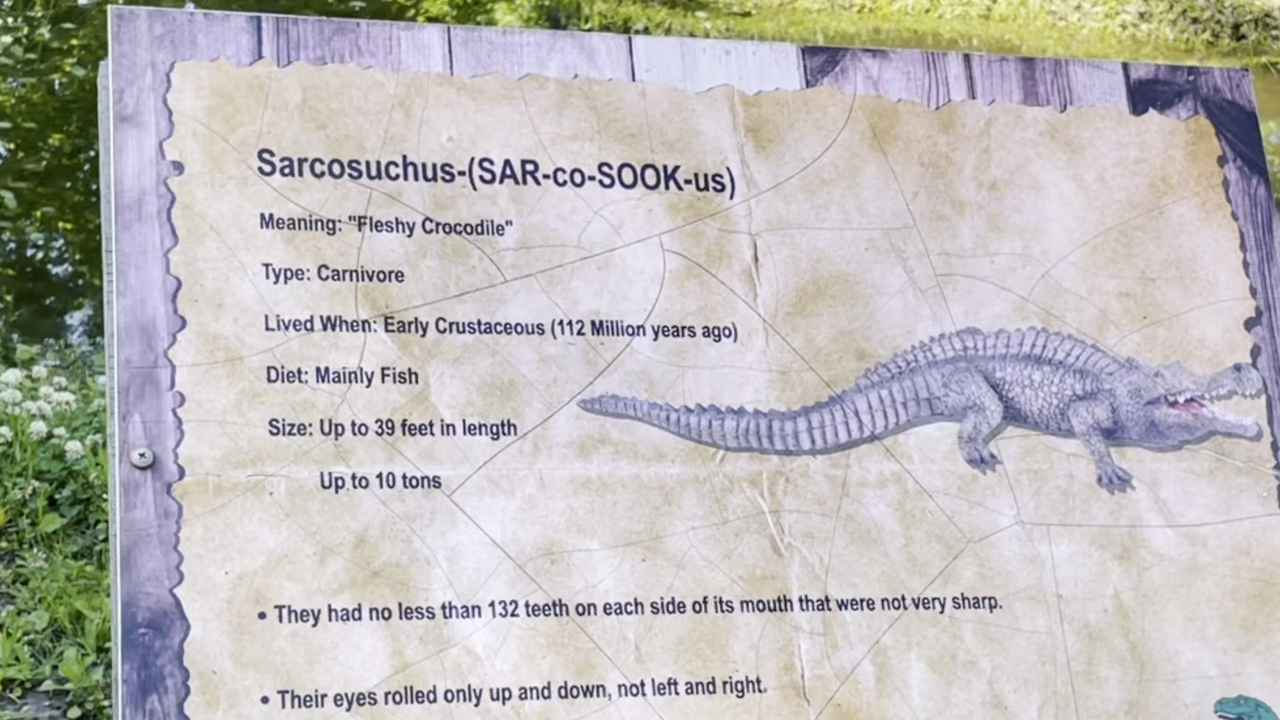 Sarcosuchus-(SAR-co-SOOK-us)
Meaning: "Fleshy Crocodile"
Type: Carnivore
Lived When: Early Crustaceous (112 Million years ago)
Diet: Mainly Fish
Size: Up to 39 feet in length
Up to 10 tons
• They had no less than 132 teeth on each side of its mouth that were not very sharp.
• Their eyes rolled only up and down, not left and right.